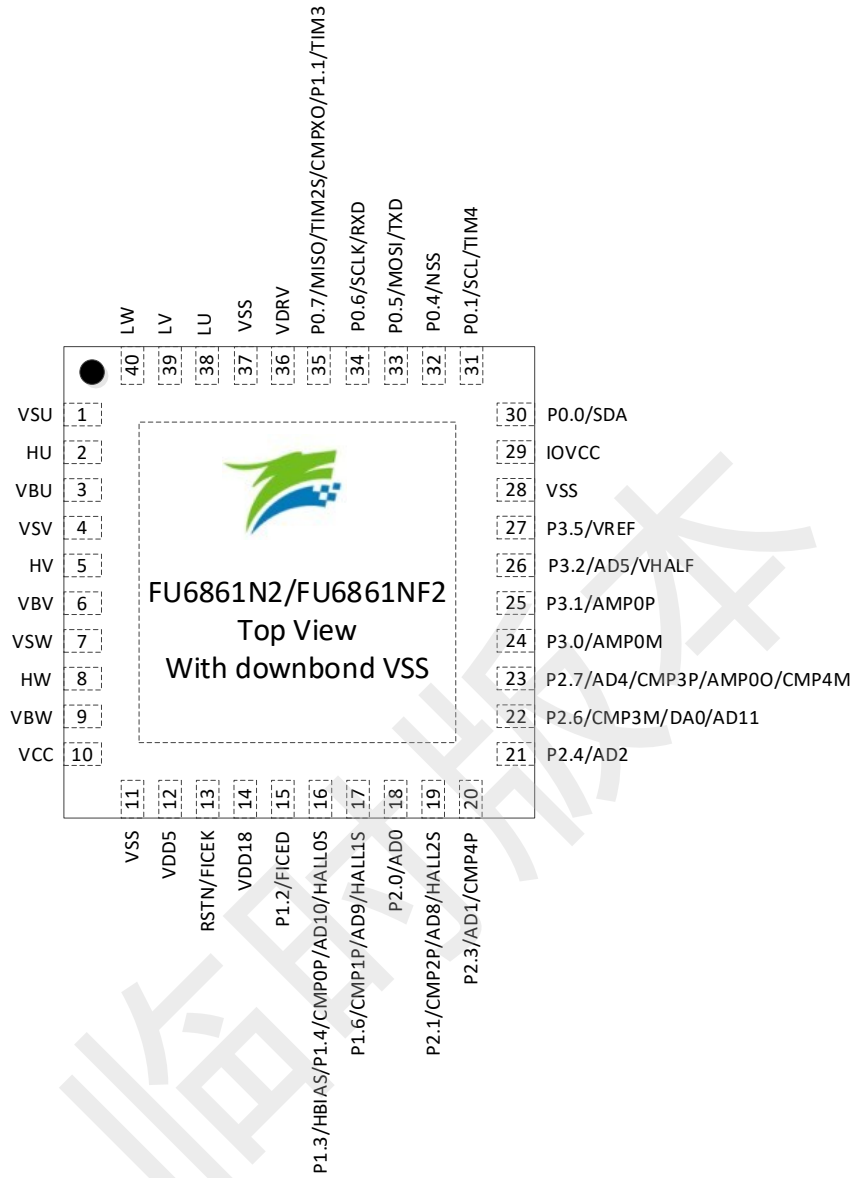 P0.7/MISO/TIM2S/CMPXO/P1.1/TIM3
P0.6/SCLK/RXD
P0.5/MOSI/TXD
P0.4/NSS
P0.1/SCL/TIM4
LW
LV
LU
VSS
VDRV
40
39
38
37
36
35
34
33
32
31
VSU 1
HU 2
VBU 3
VSV 4
HV 5
VBV 6
VSW 7
HW 8
VBW 9
VCC 10
30 P0.0/SDA
29 IOVCC
28 VSS
27 P3.5/VREF
26 P3.2/AD5/VHALF
25 P3.1/AMP0P
24 P3.0/AMP0M
23 P2.7/AD4/CMP3P/AMP0O/CMP4M
22 P2.6/CMP3M/DA0/AD11
21 P2.4/AD2
FU6861N2/FU6861NF2
Top View
With downbond VSS
11
12
13
14
15
16
17
18
19
20
VSS
VDD5
RSTN/FICEK
VDD18
P1.2/FICED
P1.3/HBIAS/P1.4/CMP0P/AD10/HALL0S
P1.6/CMP1P/AD9/HALL1S
P2.0/AD0
P2.1/CMP2P/AD8/HALL2S
P2.3/AD1/CMP4P
临时版本